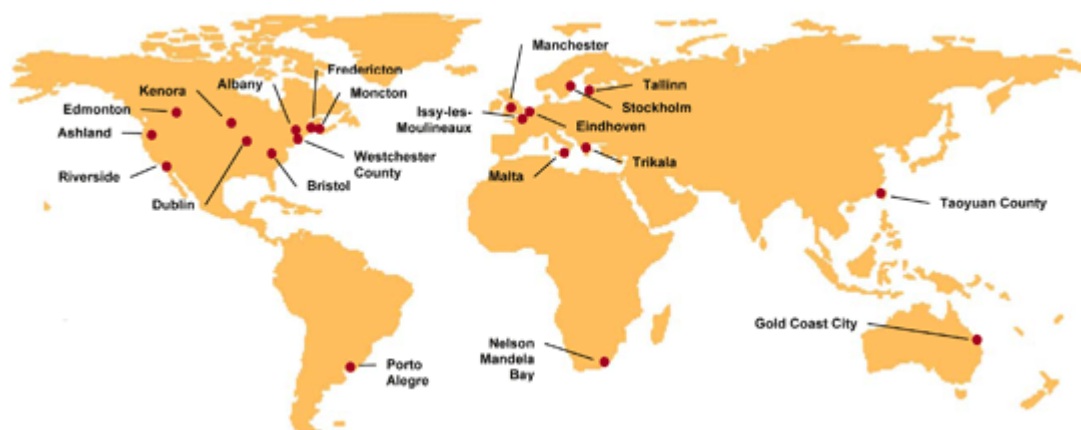 Manchester
Fredericton
Albany
Tallinn
Kenora
Moncton
Stockholm
Edmonton
Issy-les-
Moulineaux
Eindhoven
Ashland
Westchester
County
Trikala
Riverside
Bristol
Malta
Dublin
Taoyuan County
Gold Coast City
Nelson
Mandela
Bay
Porto
Alegre